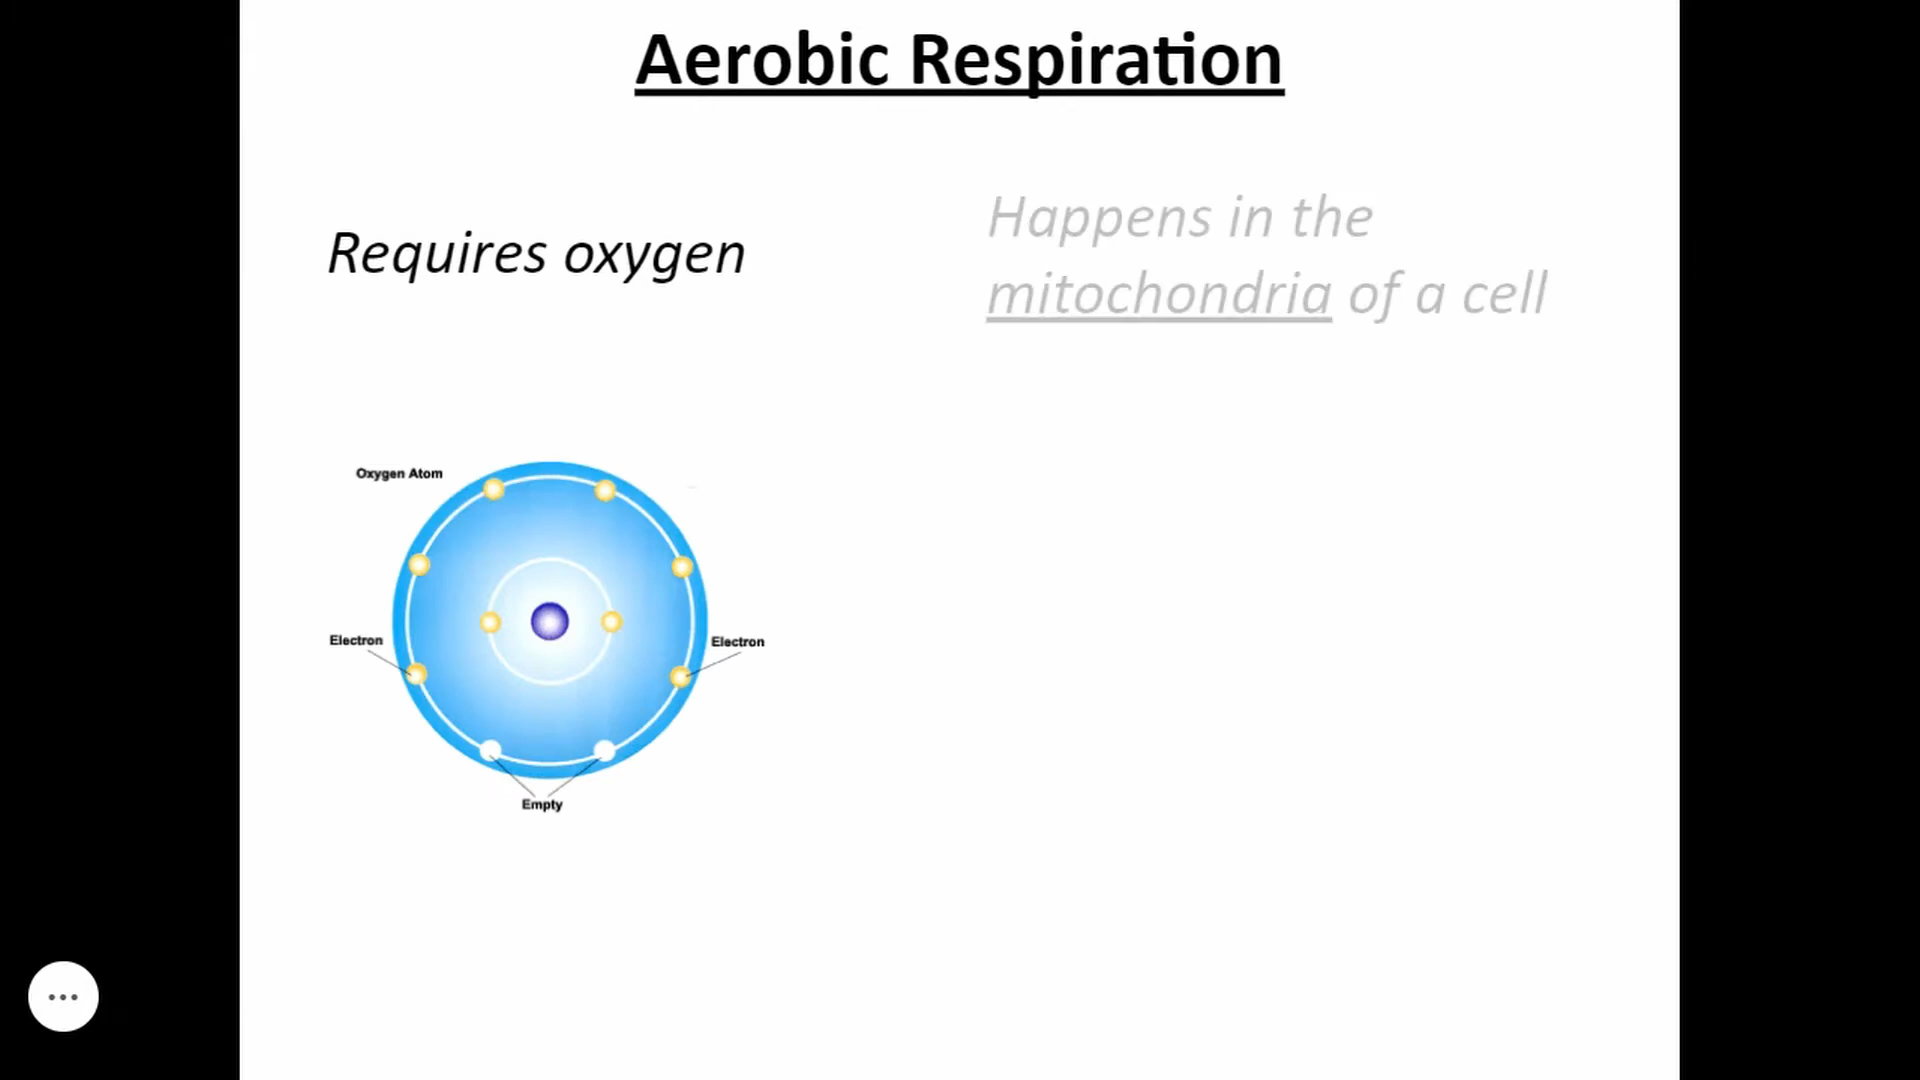 Aerobic Respiration
Requires oxygen
Happens in the
mitochondria of a cell
Oxygen Atom
Electron
Electron
Empty